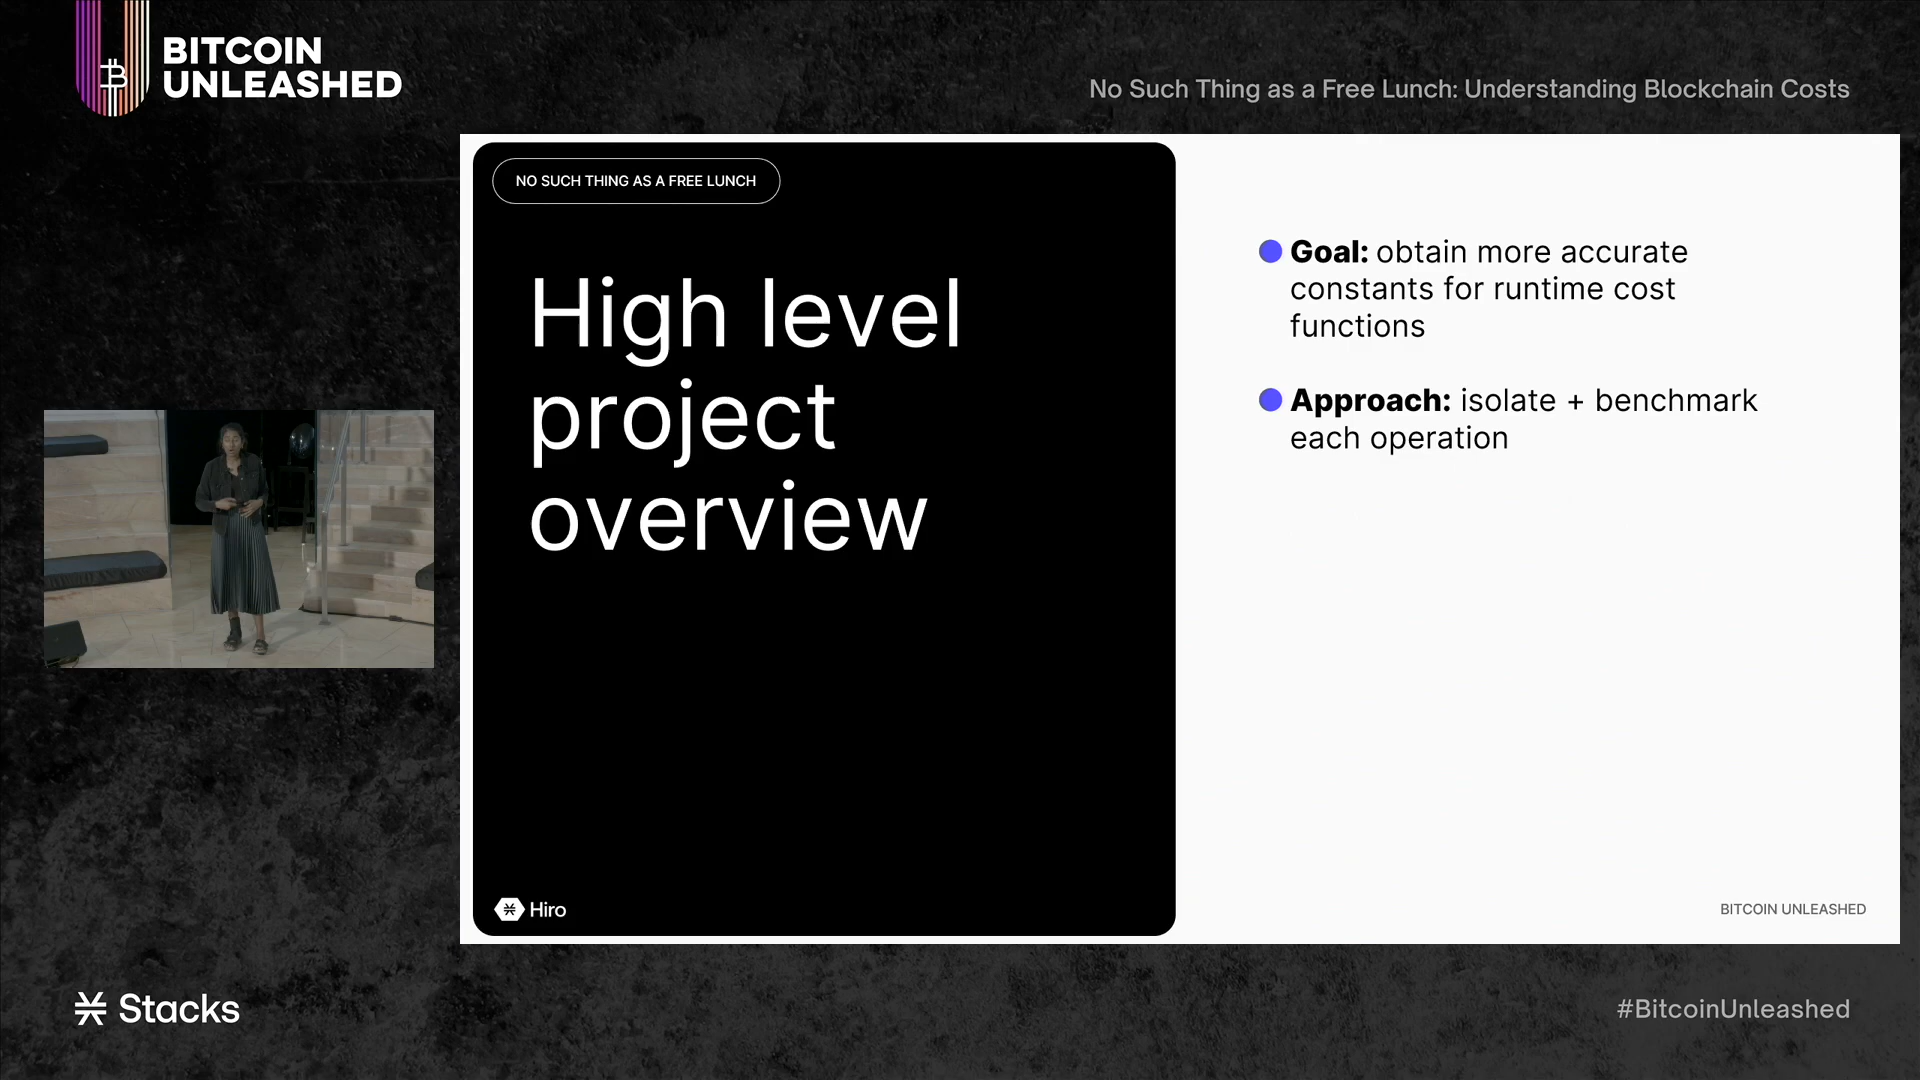 BITCOIN
UNLEASHED
No Such Thing as a Free Lunch: Understanding Blockchain Costs
NO SUCH THING AS A FREE LUNCH
High level
project
overview
Goal: obtain more accurate
constants for runtime cost
functions
Approach: isolate + benchmark
each operation
Hiro
BITCOIN UNLEASHED
Stacks
#BitcoinUnleashed